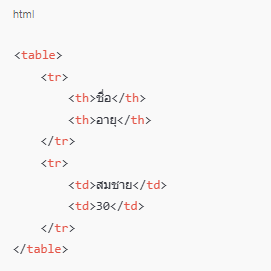 html
<table>
    <tr>
        <th>ชื่อ</th>
        <th>อายุ</th>
    </tr>
    <tr>
        <td>สมชาย</td>
        <td>30</td>
    </tr>
</table>